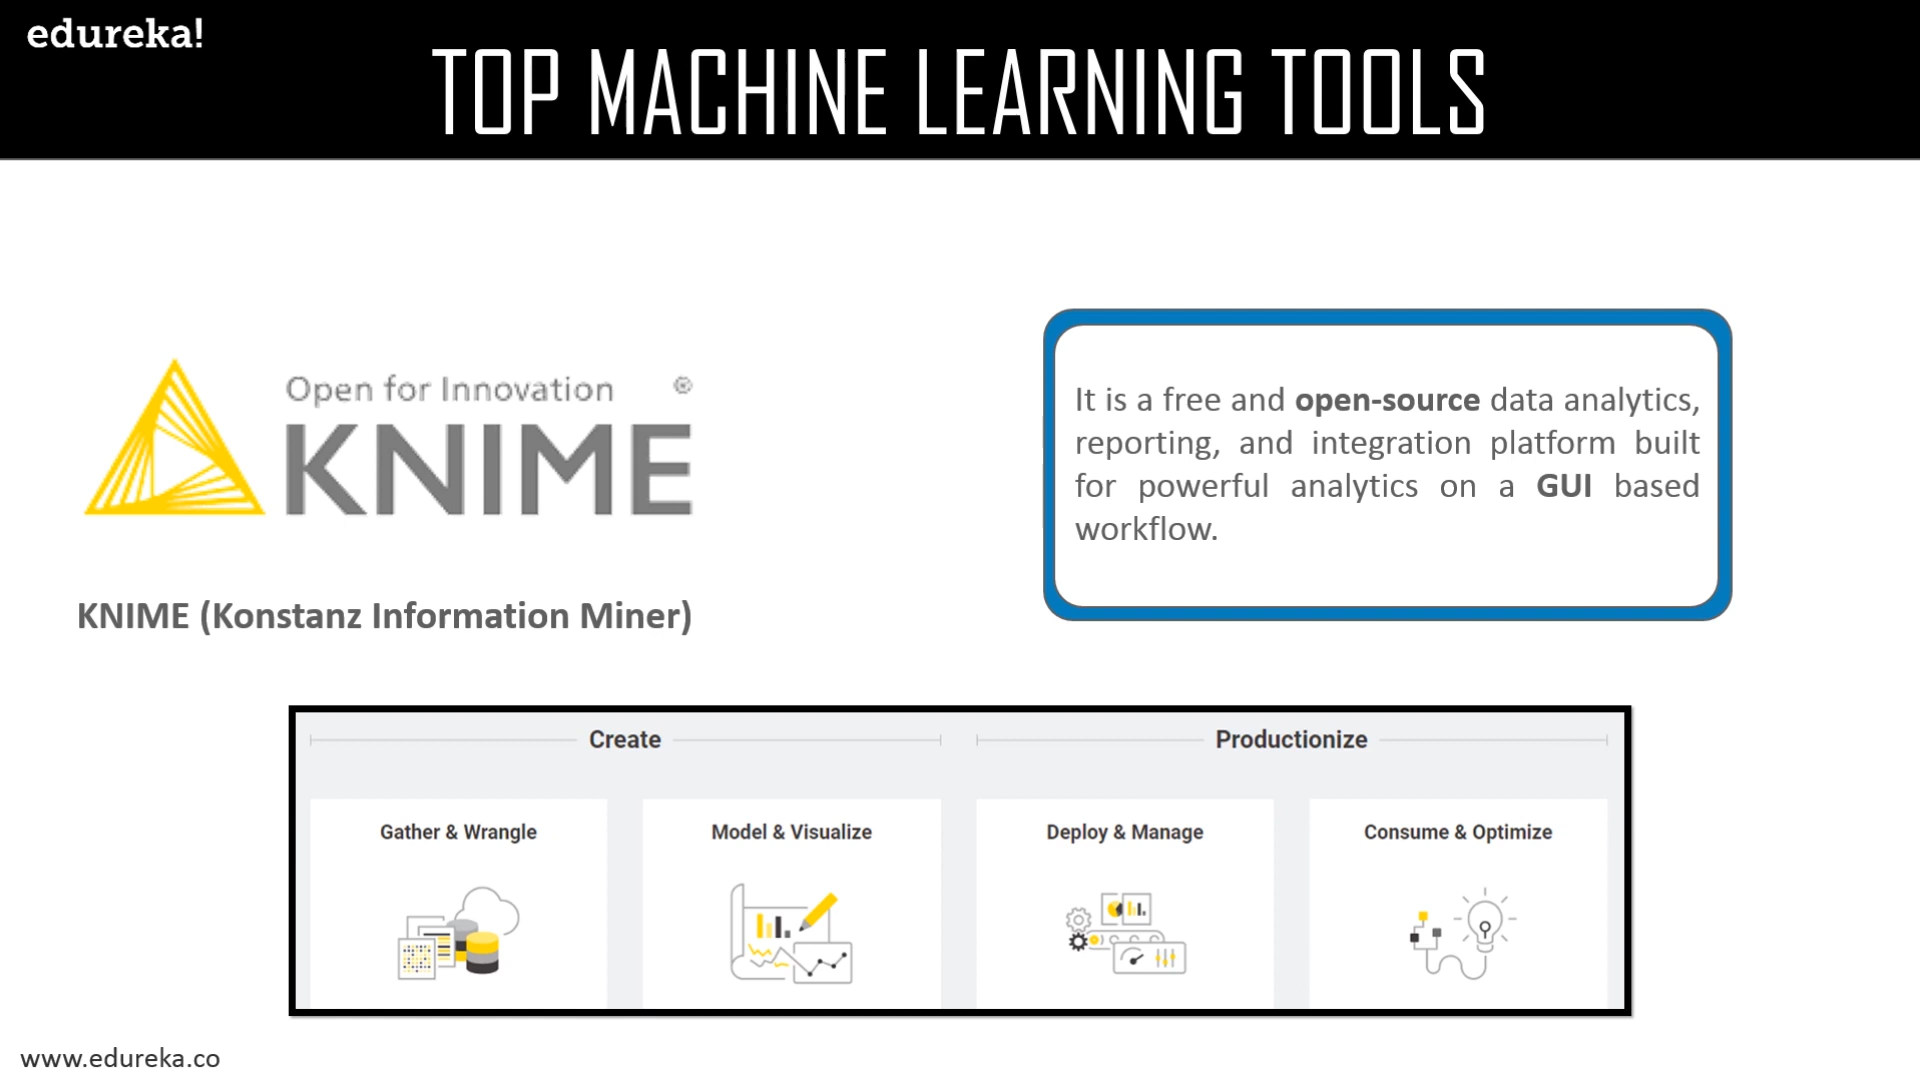 edureka!
TOP MACHINE LEARNING TOOLS
Open for Innovation ®
KNIME
KNIME (Konstanz Information Miner)
It is a free and open-source data analytics,
reporting, and integration platform built
for powerful analytics on a GUI based
workflow.
Create
Productionize
Gather & Wrangle
Model & Visualize
Deploy & Manage
Consume & Optimize
www.edureka.co